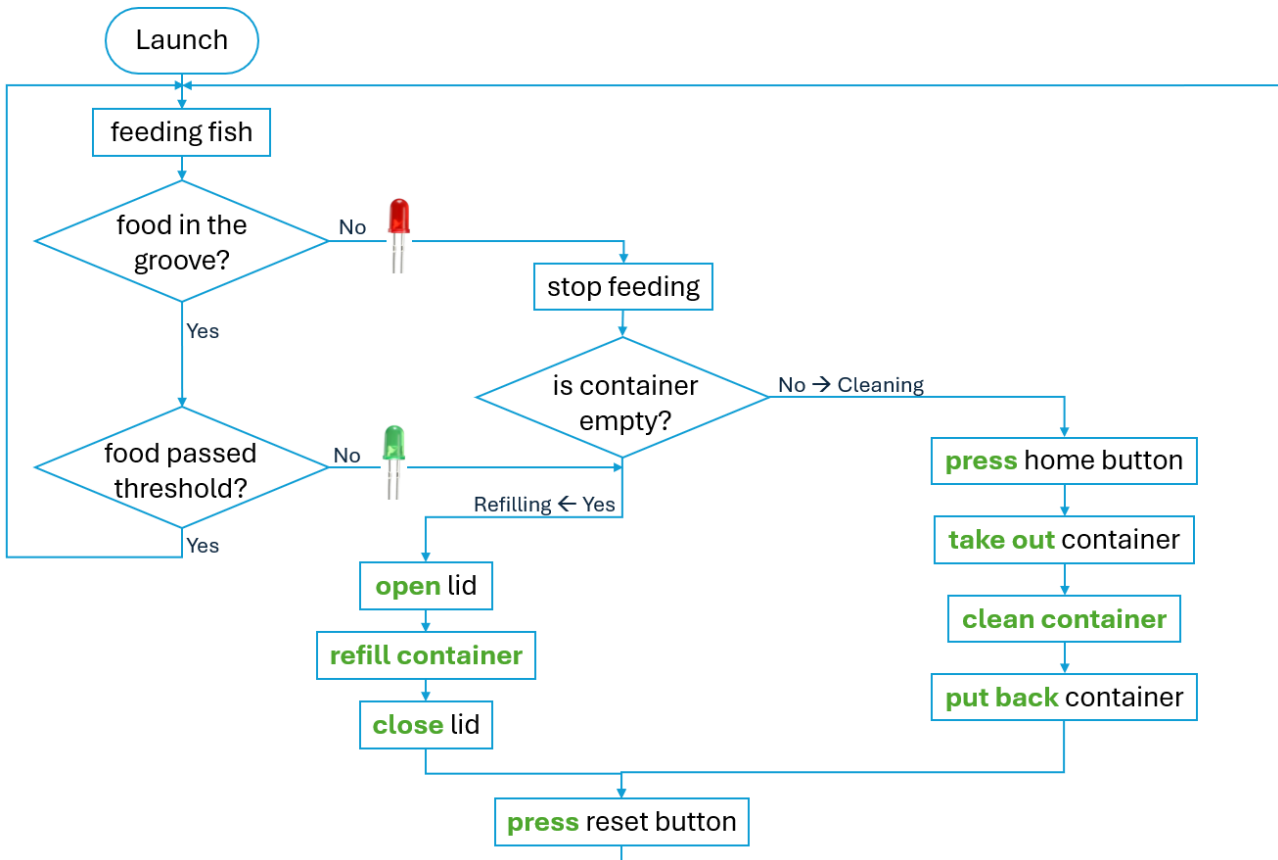 Launch
feeding fish
food in the
groove?
No
Yes
stop feeding
is container
empty?
No → Cleaning
food passed
threshold?
No
Yes
Refilling ← Yes
open lid
refill container
close lid
press home button
take out container
clean container
put back container
press reset button